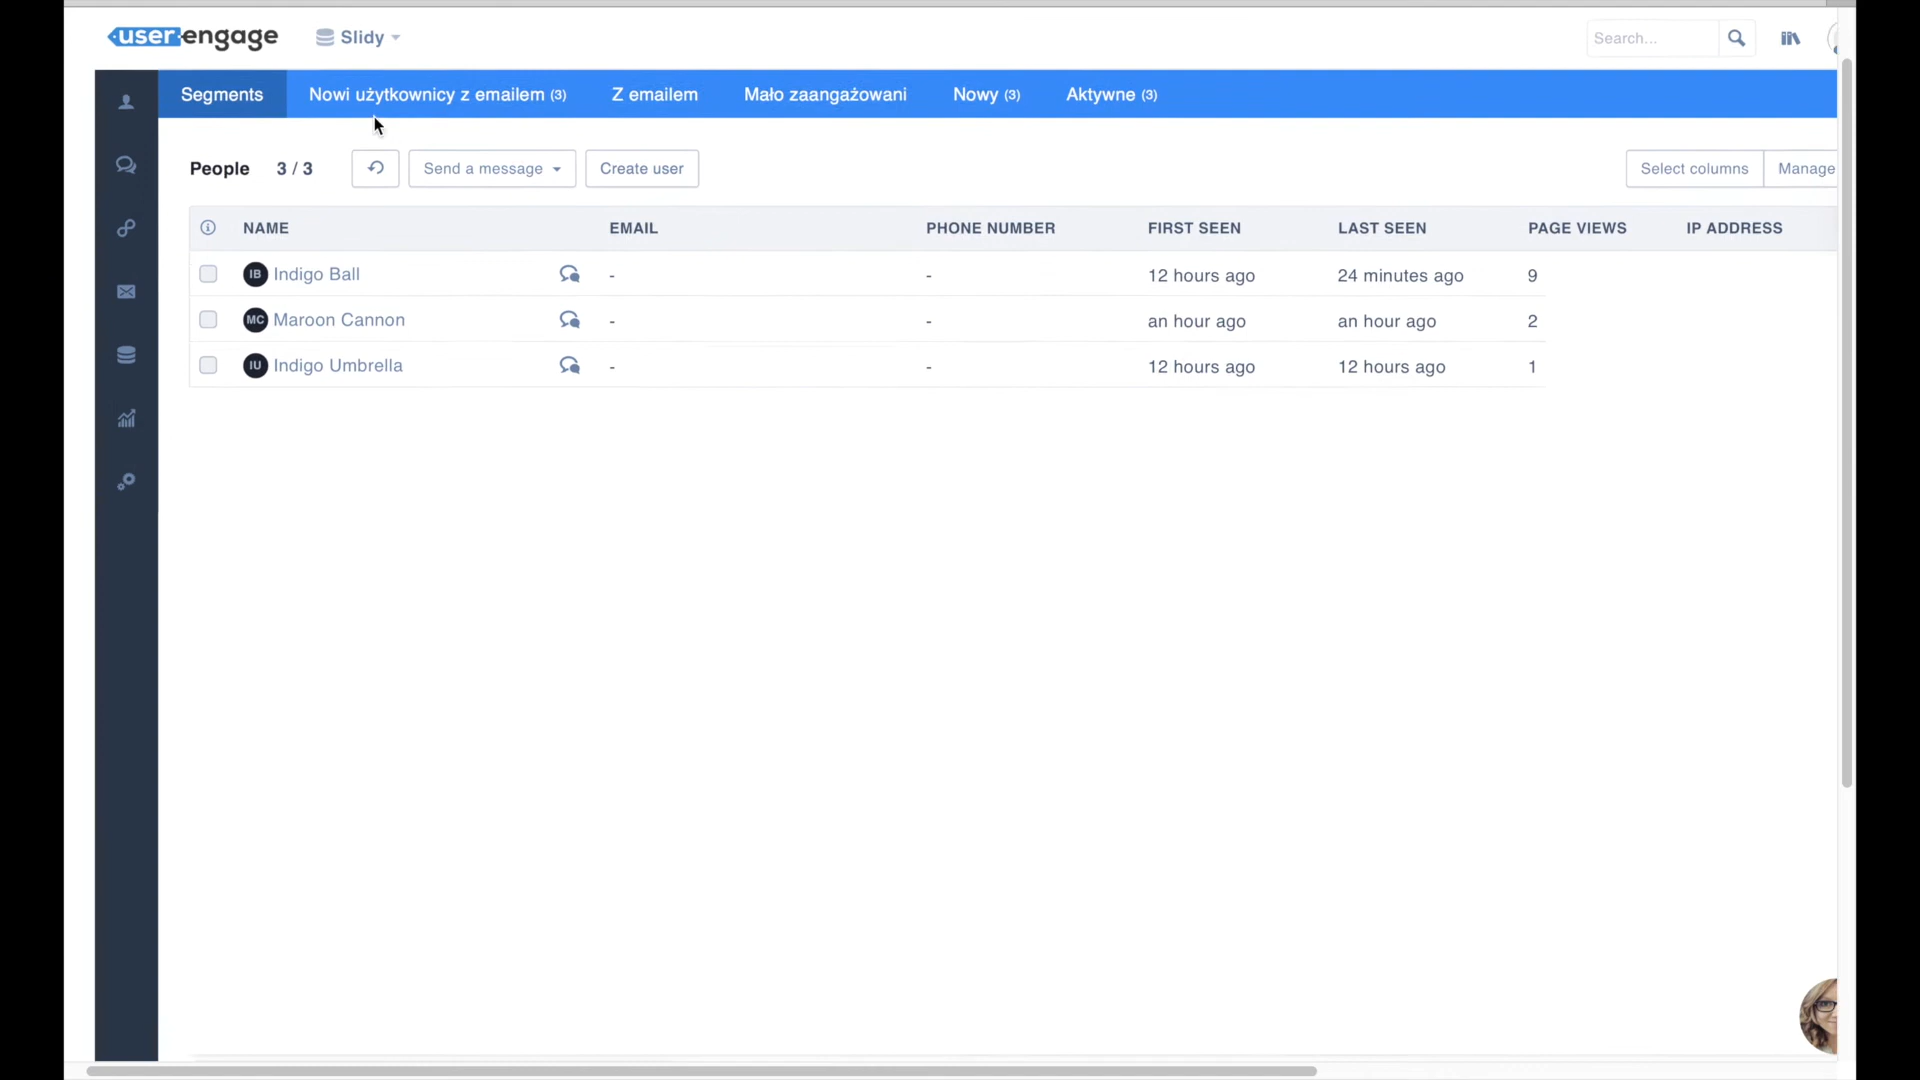 user engage Slidy Search...
Segments Nowi użytkownicy z emailem (3) Z emailem Mało zaangażowani Nowy (3) Aktywne (3)
People 3 / 3 Send a message Create user Select columns Manage
NAME EMAIL PHONE NUMBER FIRST SEEN LAST SEEN PAGE VIEWS IP ADDRESS
IB Indigo Ball - - 12 hours ago 24 minutes ago 9
MC Maroon Cannon - - an hour ago an hour ago 2
IU Indigo Umbrella - - 12 hours ago 12 hours ago 1